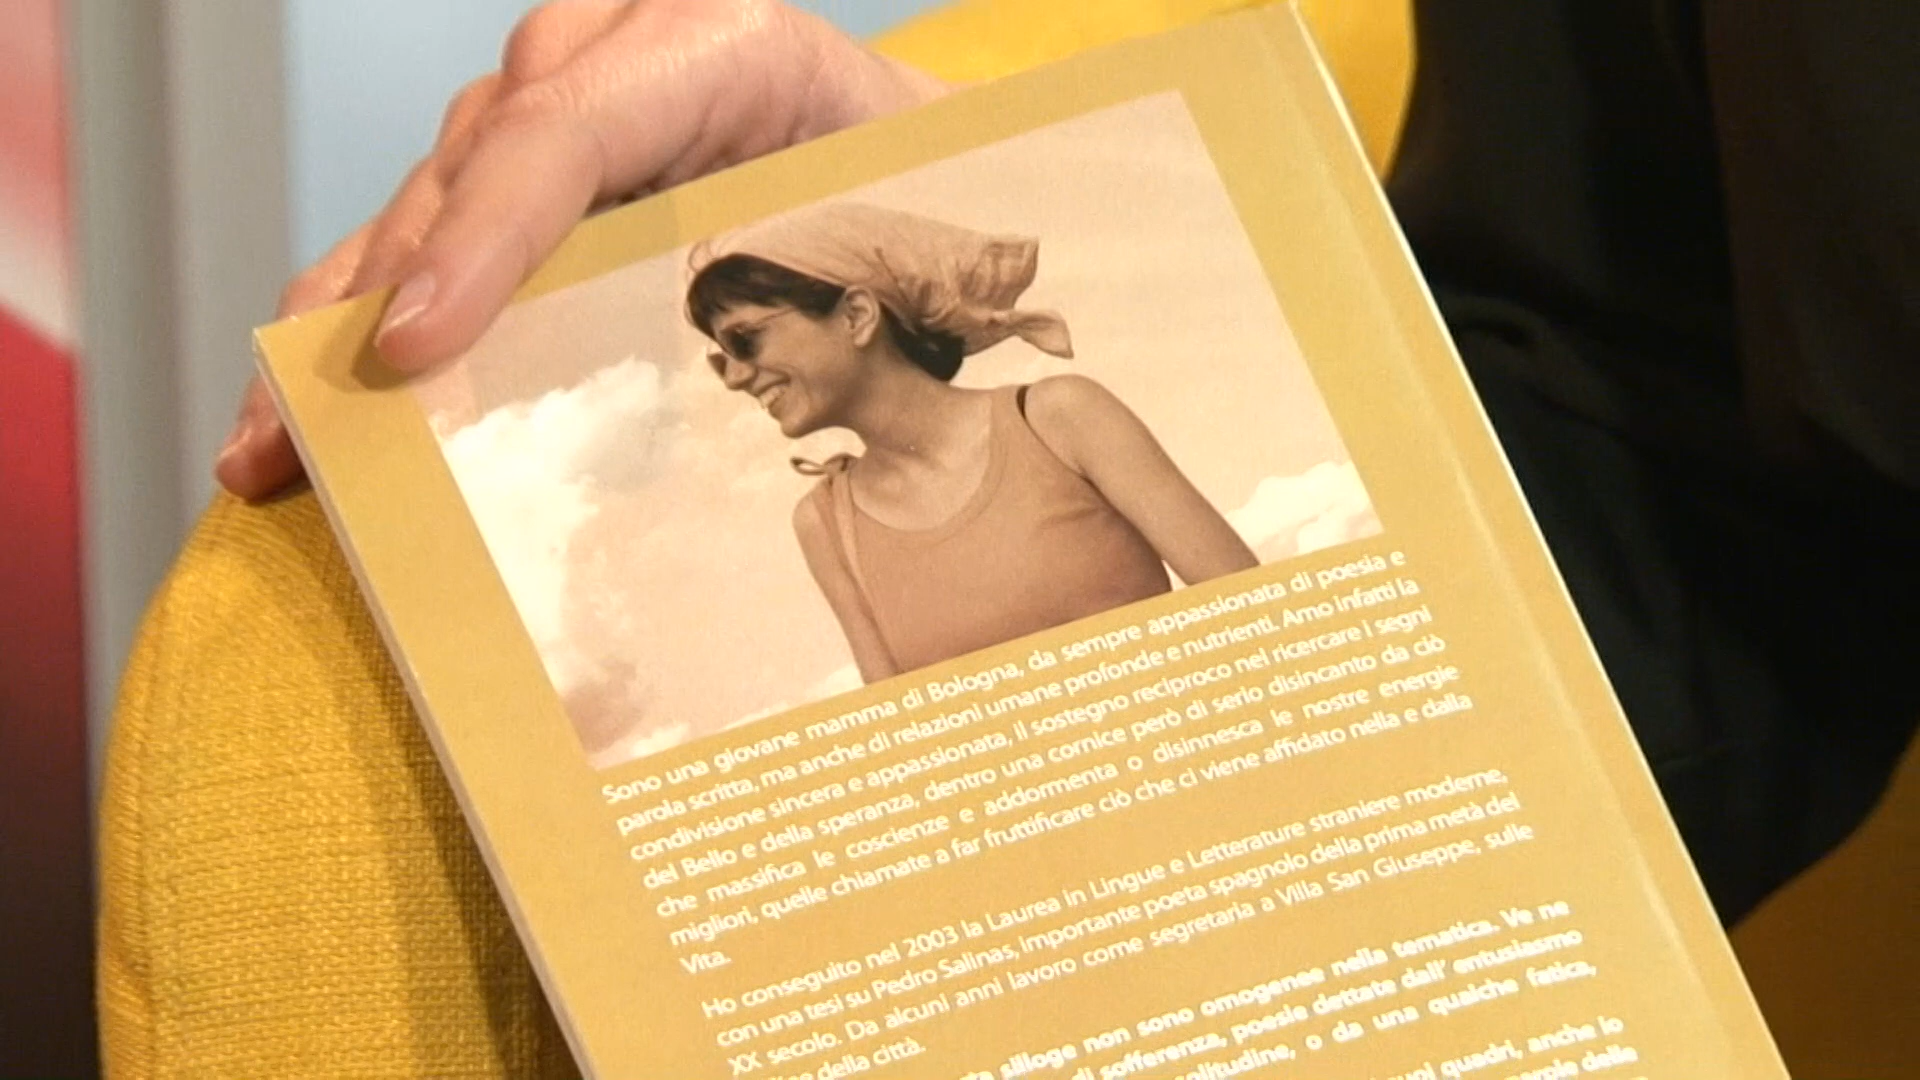 Sono una giovane mamma di Bologna, da sempre appassionata di poesia e
parola scritta, ma anche di relazioni umane profonde e nutrienti. Amo infatti la
condivisione sincera e appassionata, il sostegno reciproco nel ricercare i segni
del Bello e della speranza, dentro una cornice però di serio disincanto da ciò
che massifica le coscienze e addormenta o disinnesca le nostre energie
migliori, quelle chiamate a far fruttificare ciò che ci viene affidato nella e dalla
Vita.
Ho conseguito nel 2003 la Laurea in Lingue e Letterature straniere moderne,
con una tesi su Pedro Salinas, importante poeta spagnolo della prima metà del
XX secolo. Da alcuni anni lavoro come segretaria a Villa San Giuseppe, sulle
della città.
silloge non sono omogenee nella tematica. Ve ne
di sofferenza, poesie dettate dall' entusiasmo
solitudine, o da una qualche fatica,
quadri, anche lo
parole delle